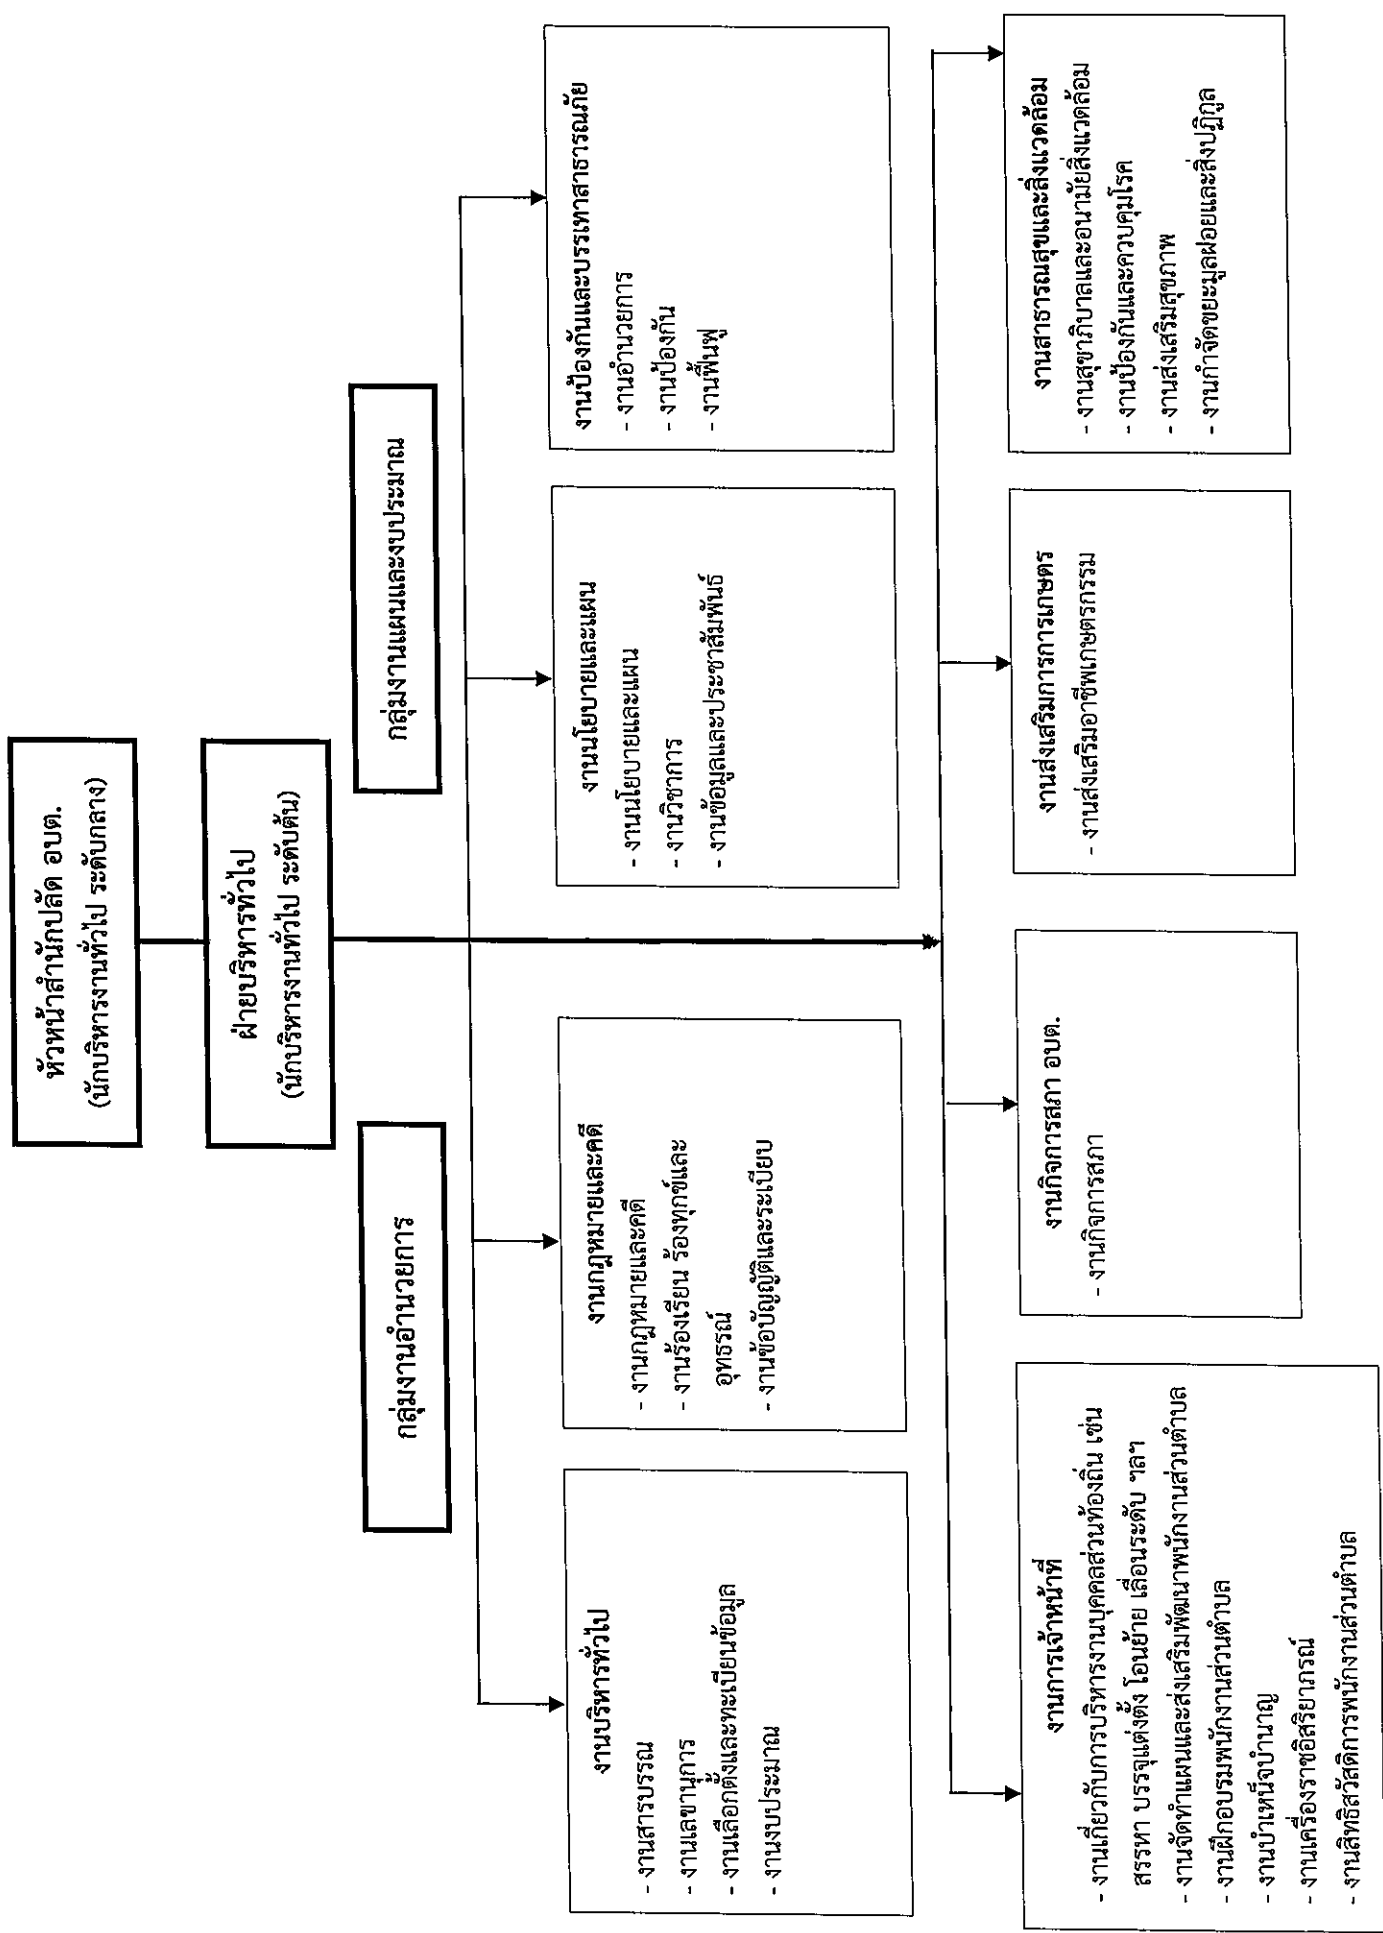 หัวหน้าสำนักปลัด อบต.
(นักบริหารงานทั่วไป ระดับกลาง)
ฝ่ายบริหารทั่วไป
(นักบริหารงานทั่วไป ระดับต้น)
กลุ่มงานอำนวยการ
กลุ่มงานแผนและงบประมาณ
งานบริหารทั่วไป
- งานสารบรรณ
- งานเลขานุการ
- งานเลือกตั้งและทะเบียนข้อมูล
- งานงบประมาณ
งานกฎหมายและคดี
- งานกฎหมายและคดี
- งานร้องเรียน ร้องทุกข์และ
อุทธรณ์
- งานข้อบัญญัติและระเบียบ
งานนโยบายและแผน
- งานนโยบายและแผน
- งานวิชาการ
- งานข้อมูลและประชาสัมพันธ์
งานป้องกันและบรรเทาสาธารณภัย
- งานอำนวยการ
- งานป้องกัน
- งานฟื้นฟู
งานการเจ้าหน้าที่
- งานเกี่ยวกับการบริหารงานบุคคลส่วนท้องถิ่น เช่น
สรรหา บรรจุแต่งตั้ง โอนย้าย เลื่อนระดับ ฯลฯ
- งานจัดทำแผนและส่งเสริมพัฒนาพนักงานส่วนตำบล
- งานฝึกอบรมพนักงานส่วนตำบล
- งานบำเหน็จบำนาญ
- งานเครื่องราชอิสริยาภรณ์
- งานสิทธิสวัสดิการพนักงานส่วนตำบล
งานกิจการสภา อบต.
- งานกิจการสภา
งานส่งเสริมการการเกษตร
- งานส่งเสริมอาชีพเกษตรกรรม
งานสาธารณสุขและสิ่งแวดล้อม
- งานสุขาภิบาลและอนามัยสิ่งแวดล้อม
- งานป้องกันและควบคุมโรค
- งานส่งเสริมสุขภาพ
- งานกำจัดขยะมูลฝอยและสิ่งปฏิกูล